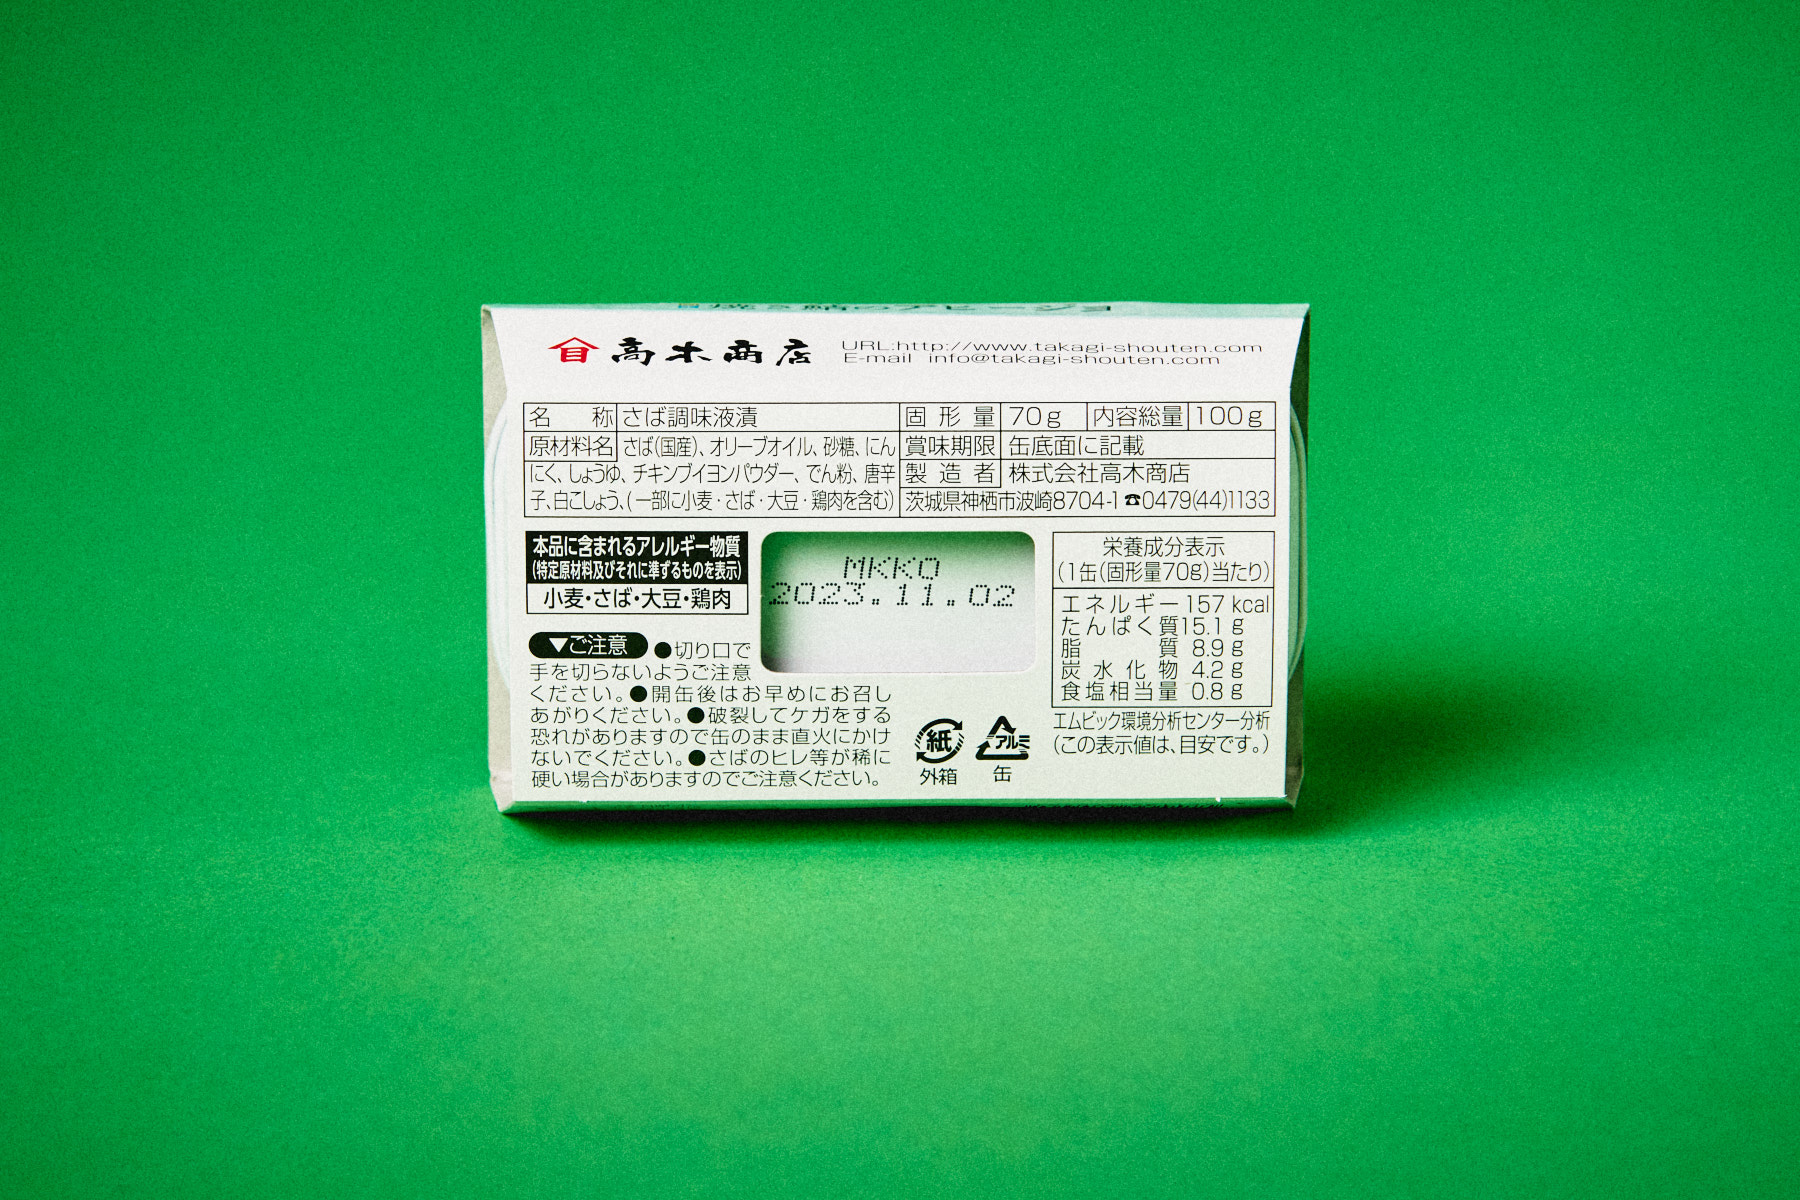 高木商店
URL:http://www.takagi-shouten.com
E-mail info@takagi-shouten.com
名称 さば調味液漬
原材料名 さば(国産)、オリーブオイル、砂糖、にん
にく、しょうゆ、チキンブイヨンパウダー、でん粉、唐辛
子、白こしょう、(一部に小麦・さば・大豆・鶏肉を含む)
固形量 70g 内容総量 100g
賞味期限 缶底面に記載
製造者 株式会社高木商店
茨城県神栖市波崎8704-1 ☎0479(44)1133
本品に含まれるアレルギー物質
(特定原材料及びそれに準ずるものを表示)
小麦・さば・大豆・鶏肉
MKKO
2023.11.02
▼ご注意 ●切り口で
手を切らないようご注意
ください。●開缶後はお早めにお召し
あがりください。●破裂してケガをする
恐れがありますので缶のまま直火にかけ
ないでください。●さばのヒレ等が稀に
硬い場合がありますのでご注意ください。
紙
外箱
アルミ
缶
栄養成分表示
(1缶(固形量70g)当たり)
エネルギー 157 kcal
たんぱく質 15.1 g
脂質 8.9 g
炭水化物 4.2 g
食塩相当量 0.8 g
エムビック環境分析センター分析
(この表示値は、目安です。)